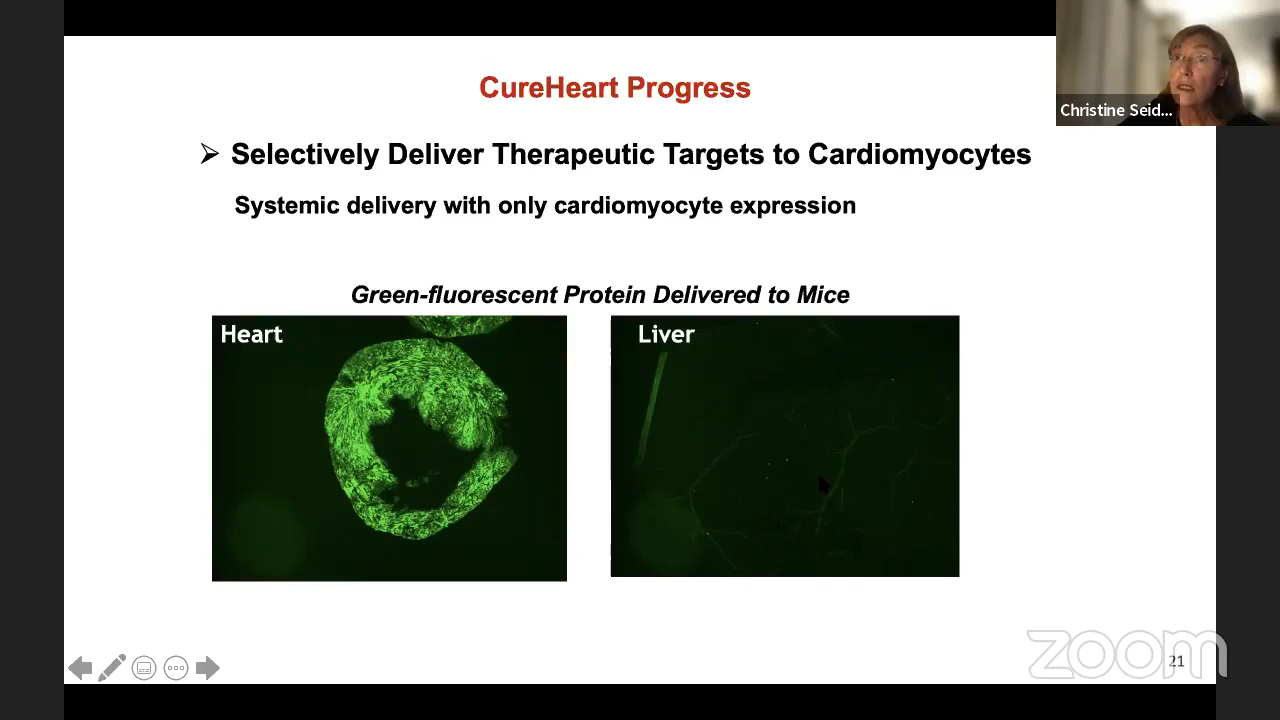 CureHeart Progress
Christine Seid...
Selectively Deliver Therapeutic Targets to Cardiomyocytes
Systemic delivery with only cardiomyocyte expression
Green-fluorescent Protein Delivered to Mice
Heart
Liver
zoom
21